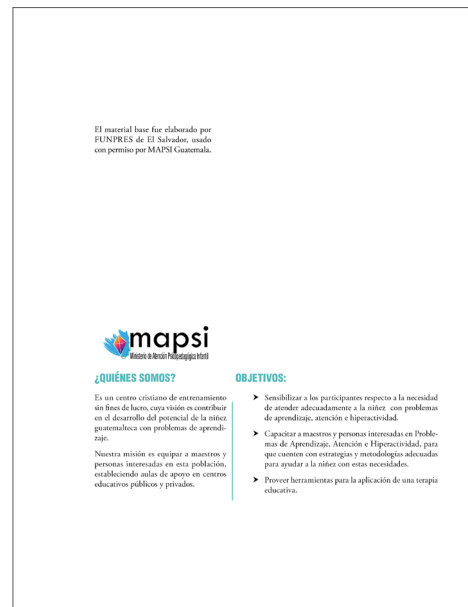 El material base fue elaborado por
FUNPRES de El Salvador, usado
con permiso por MAPSI Guatemala.
mapsi
Ministerio de Atención Psicopedagógica Infantil
¿QUIÉNES SOMOS?
Es un centro cristiano de entrenamiento
sin fines de lucro, cuya visión es contribuir
en el desarrollo del potencial de la niñez
guatemalteca con problemas de aprendi-
zaje.
Nuestra misión es equipar a maestros y
personas interesadas en esta población,
estableciendo aulas de apoyo en centros
educativos públicos y privados.
OBJETIVOS:
➤ Sensibilizar a los participantes respecto a la necesidad
de atender adecuadamente a la niñez con problemas
de aprendizaje, atención e hiperactividad.
➤ Capacitar a maestros y personas interesadas en Proble-
mas de Aprendizaje, Atención e Hiperactividad, para
que cuenten con estrategias y metodologías adecuadas
para ayudar a la niñez con estas necesidades.
➤ Proveer herramientas para la aplicación de una terapia
educativa.